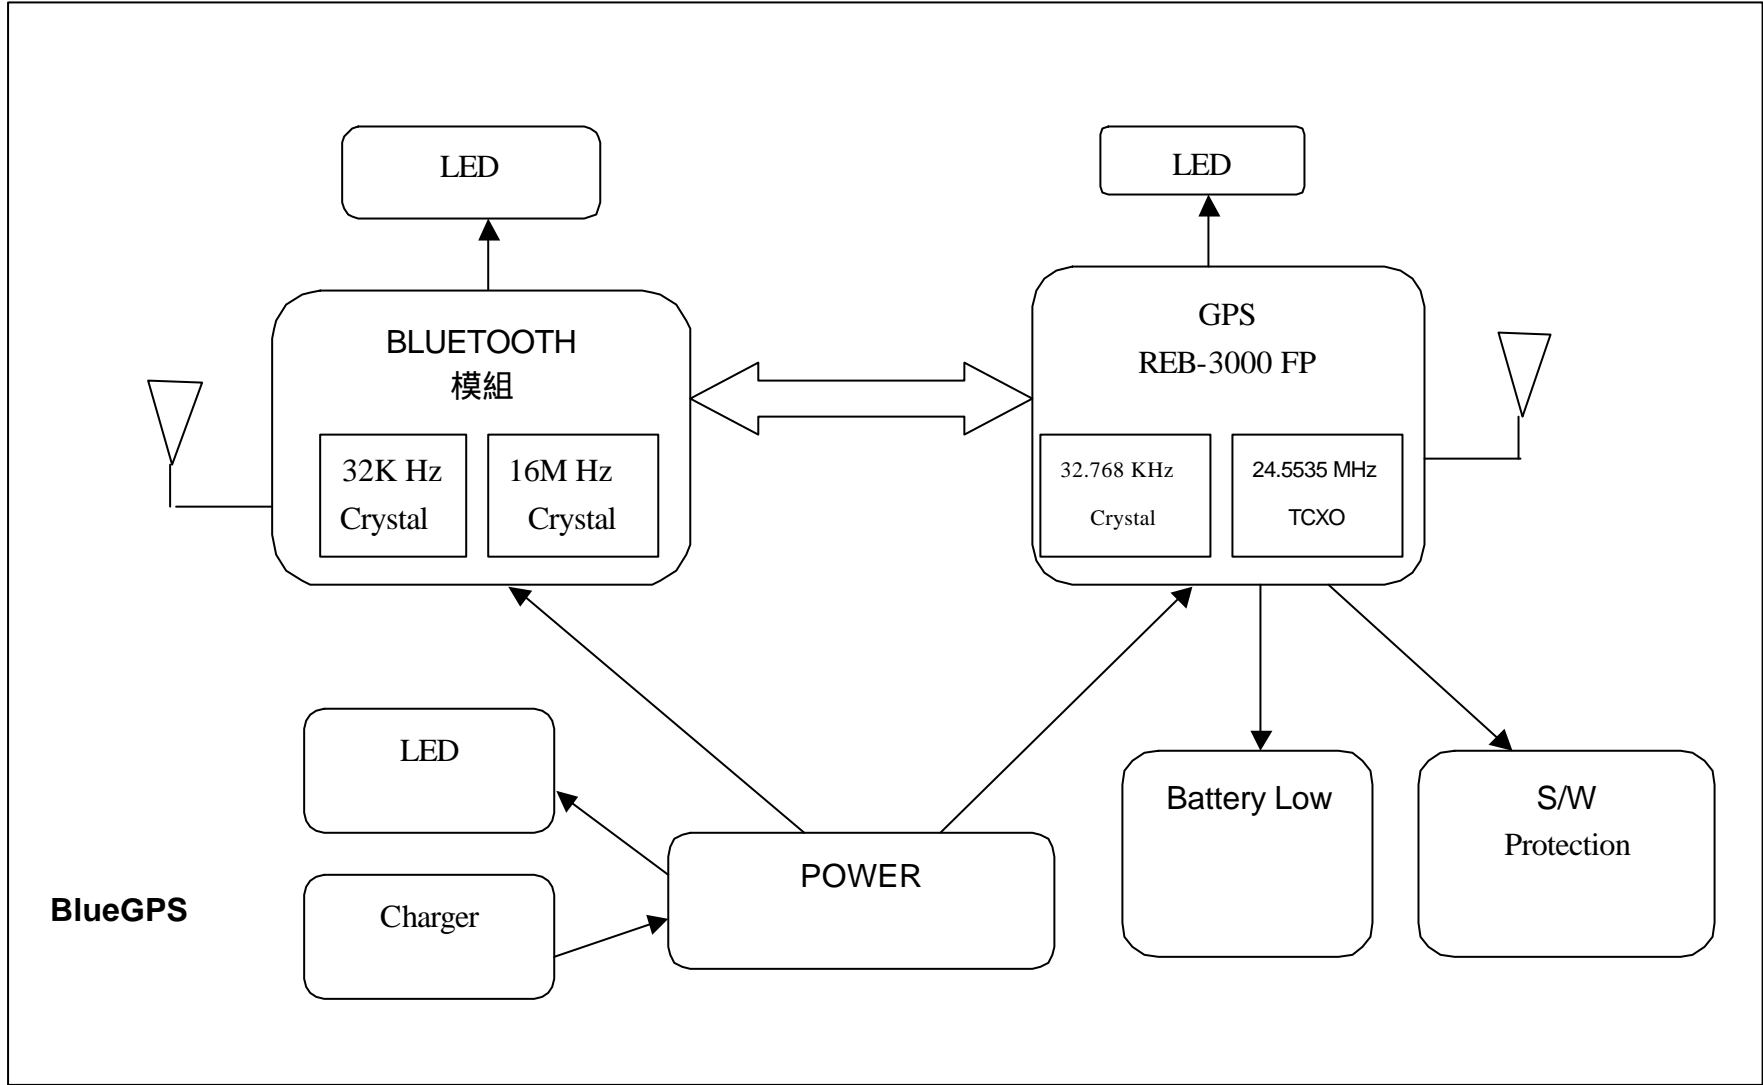 LED
LED
BLUETOOTH
模組
32K Hz
Crystal
16M Hz
Crystal
GPS
REB-3000 FP
32.768 KHz
Crystal
24.5535 MHz
TCXO
LED
Charger
POWER
Battery Low
S/W
Protection
BlueGPS